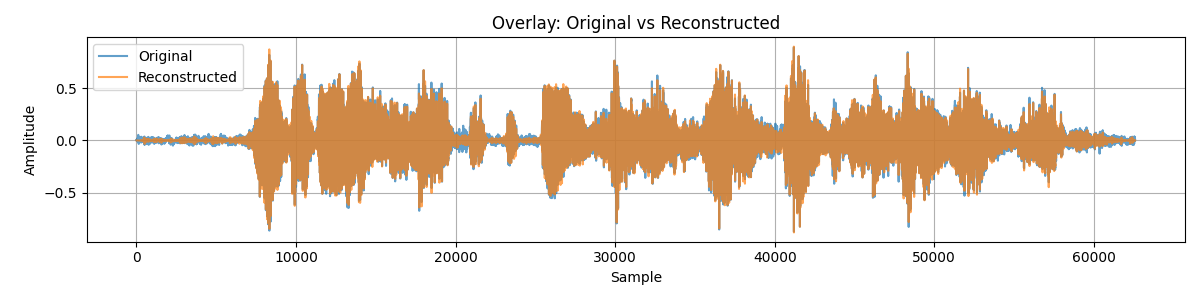 Overlay: Original vs Reconstructed
Original
Reconstructed
Amplitude
0.5
0.0
−0.5
0 10000 20000 30000 40000 50000 60000
Sample